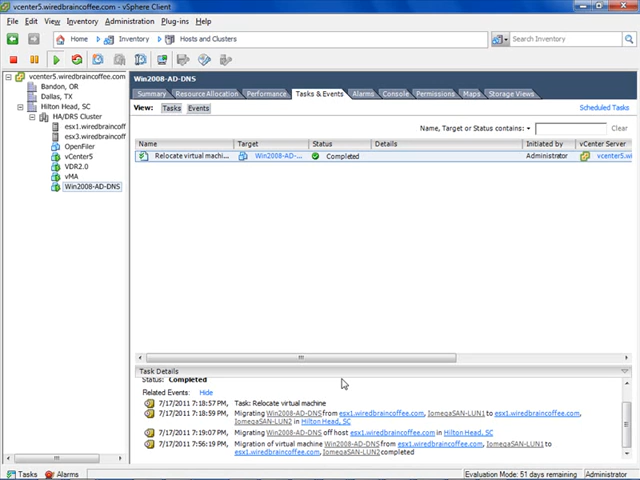 vcenter5.wiredbraincoffee.com - vSphere Client
File Edit View Inventory Administration Plug-ins Help
Home Inventory Hosts and Clusters Search Inventory
vcenter5.wiredbraincoffee.com
Bandon, OR
Dallas, TX
Hilton Head, SC
HA/DRS Cluster
esx1.wiredbraincoff
esx3.wiredbraincoff
OpenFiler
vCenter5
VDR2.0
vMA
Win2008-AD-DNS
Win2008-AD-DNS
Summary Resource Allocation Performance Tasks & Events Alarms Console Permissions Maps Storage Views
View: Tasks Events Scheduled Tasks
Name, Target or Status contains: Clear
Name Target Status Details Initiated by vCenter Server
Relocate virtual machi... Win2008-AD-... Completed Administrator vcenter5.wi
Task Details
Status: Completed
Related Events: Hide
7/17/2011 7:18:57 PM, Task: Relocate virtual machine
7/17/2011 7:18:59 PM, Migrating Win2008-AD-DNS from esx1.wiredbraincoffee.com, IomegaSAN-LUN1 to esx1.wiredbraincoffee.com,
IomegaSAN-LUN2 in Hilton Head, SC
7/17/2011 7:19:07 PM, Migrating Win2008-AD-DNS off host esx1.wiredbraincoffee.com in Hilton Head, SC
7/17/2011 7:56:19 PM, Migration of virtual machine Win2008-AD-DNS from esx1.wiredbraincoffee.com, IomegaSAN-LUN1 to
esx1.wiredbraincoffee.com, IomegaSAN-LUN2 completed
Tasks Alarms Evaluation Mode: 51 days remaining Administrator